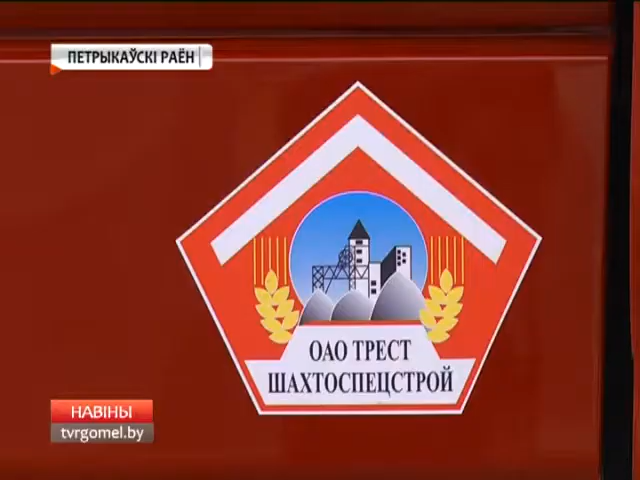 ПЕТРЫКАЎСКІ РАЁН
ОАО ТРЕСТ
ШАХТОСПЕЦСТРОЙ
НАВІНЫ
tvrgomel.by